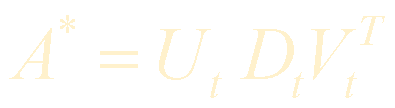 A* = U_t D_t V_t^T